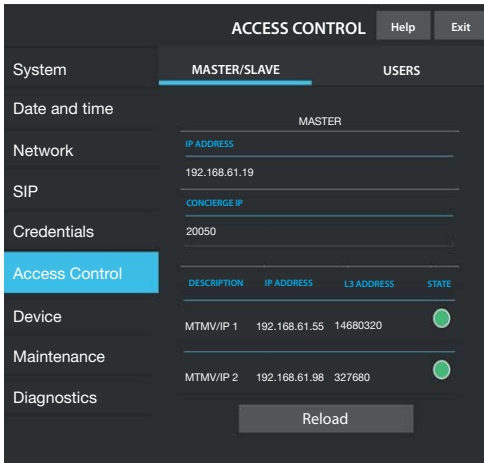 ACCESS CONTROL Help Exit
System
Date and time
Network
SIP
Credentials
Access Control
Device
Maintenance
Diagnostics
MASTER/SLAVE USERS
MASTER
IP ADDRESS
192.168.61.19
CONCIERGE IP
20050
DESCRIPTION IP ADDRESS L3 ADDRESS STATE
MTMV/IP 1 192.168.61.55 14680320
MTMV/IP 2 192.168.61.98 327680
Reload